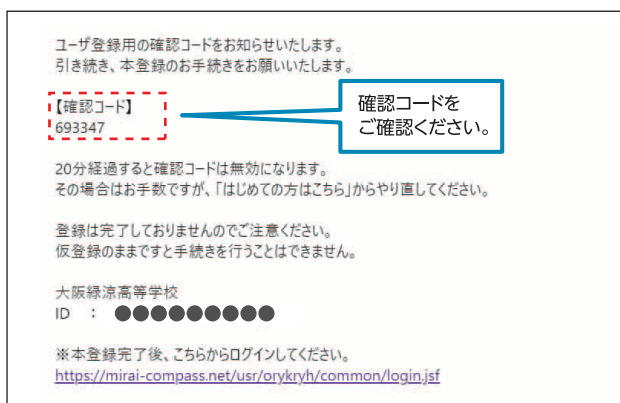 ユーザ登録用の確認コードをお知らせいたします。
引き続き、本登録のお手続きをお願いいたします。
【確認コード】
693347
確認コードを
ご確認ください。
20分経過すると確認コードは無効になります。
その場合はお手数ですが、「はじめての方はこちら」からやり直してください。
登録は完了しておりませんのでご注意ください。
仮登録のままですと手続きを行うことはできません。
大阪緑涼高等学校
ID ： ●●●●●●●●●
※本登録完了後、こちらからログインしてください。
https://mirai-compass.net/usr/orykryh/common/login.jsf